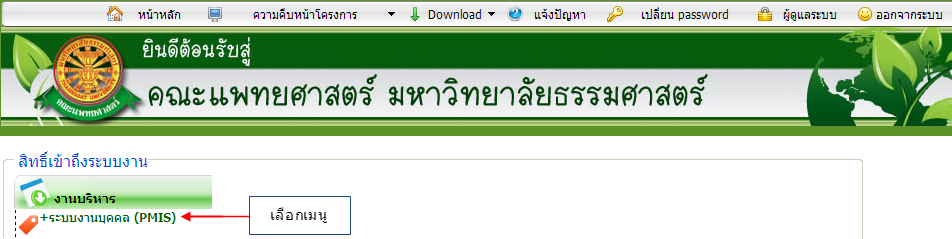 หน้าหลัก ความคืบหน้าโครงการ Download แจ้งปัญหา เปลี่ยน password ผู้ดูแลระบบ ออกจากระบบ
ยินดีต้อนรับสู่
คณะแพทยศาสตร์ มหาวิทยาลัยธรรมศาสตร์
คณะแพทยศาสตร์
สิทธิ์เข้าถึงระบบงาน
งานบริหาร
+ระบบงานบุคคล (PMIS) เลือกเมนู